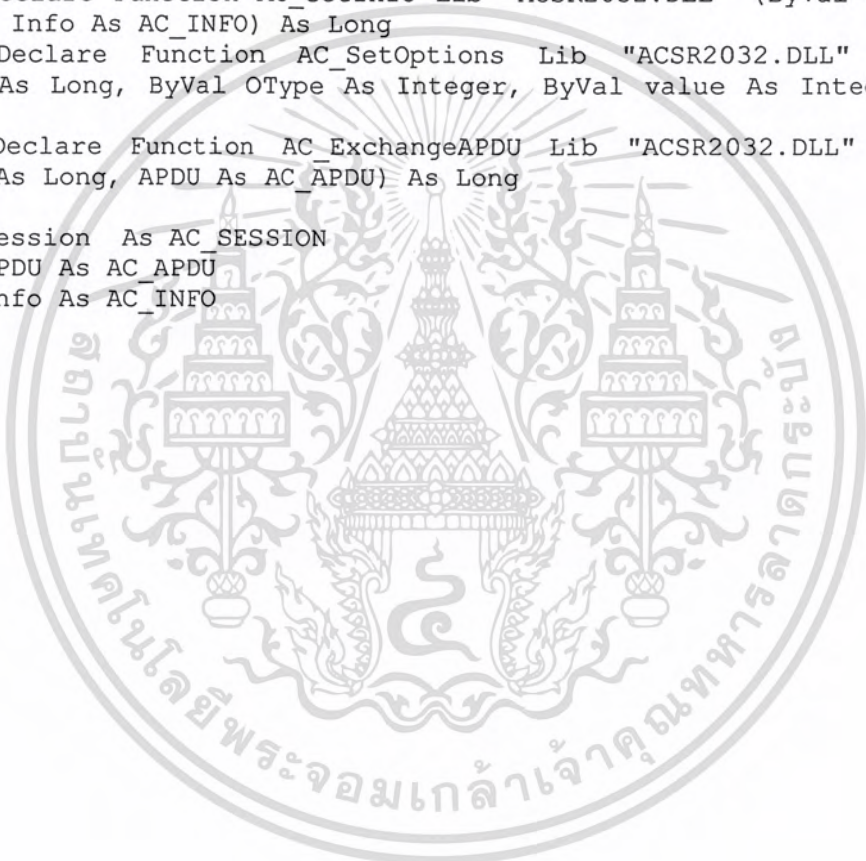 Info As AC_INFO) As Long
Declare Function AC_SetOptions Lib "ACSR2032.DLL"
As Long, ByVal OType As Integer, ByVal value As Inte
Declare Function AC_ExchangeAPDU Lib "ACSR2032.DLL"
As Long, APDU As AC_APDU) As Long
ession As AC_SESSION
PDU As AC_APDU
nfo As AC_INFO
สถาบันเทคโนโลยีพระจอมเกล้าเจ้าคุณทหารลาดกระบัง